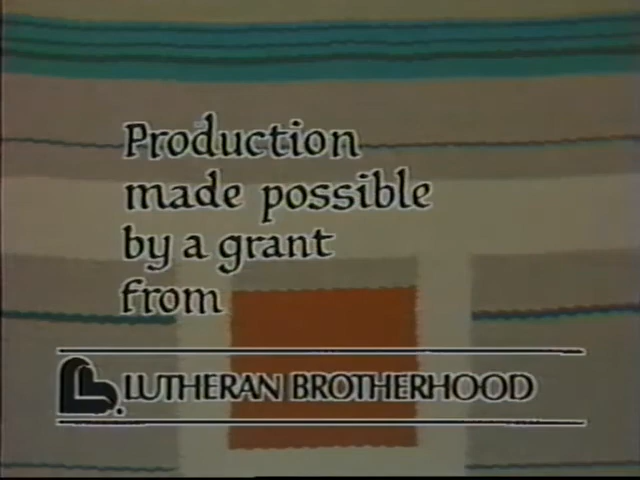 Production
made possible
by a grant
from
LUTHERAN BROTHERHOOD